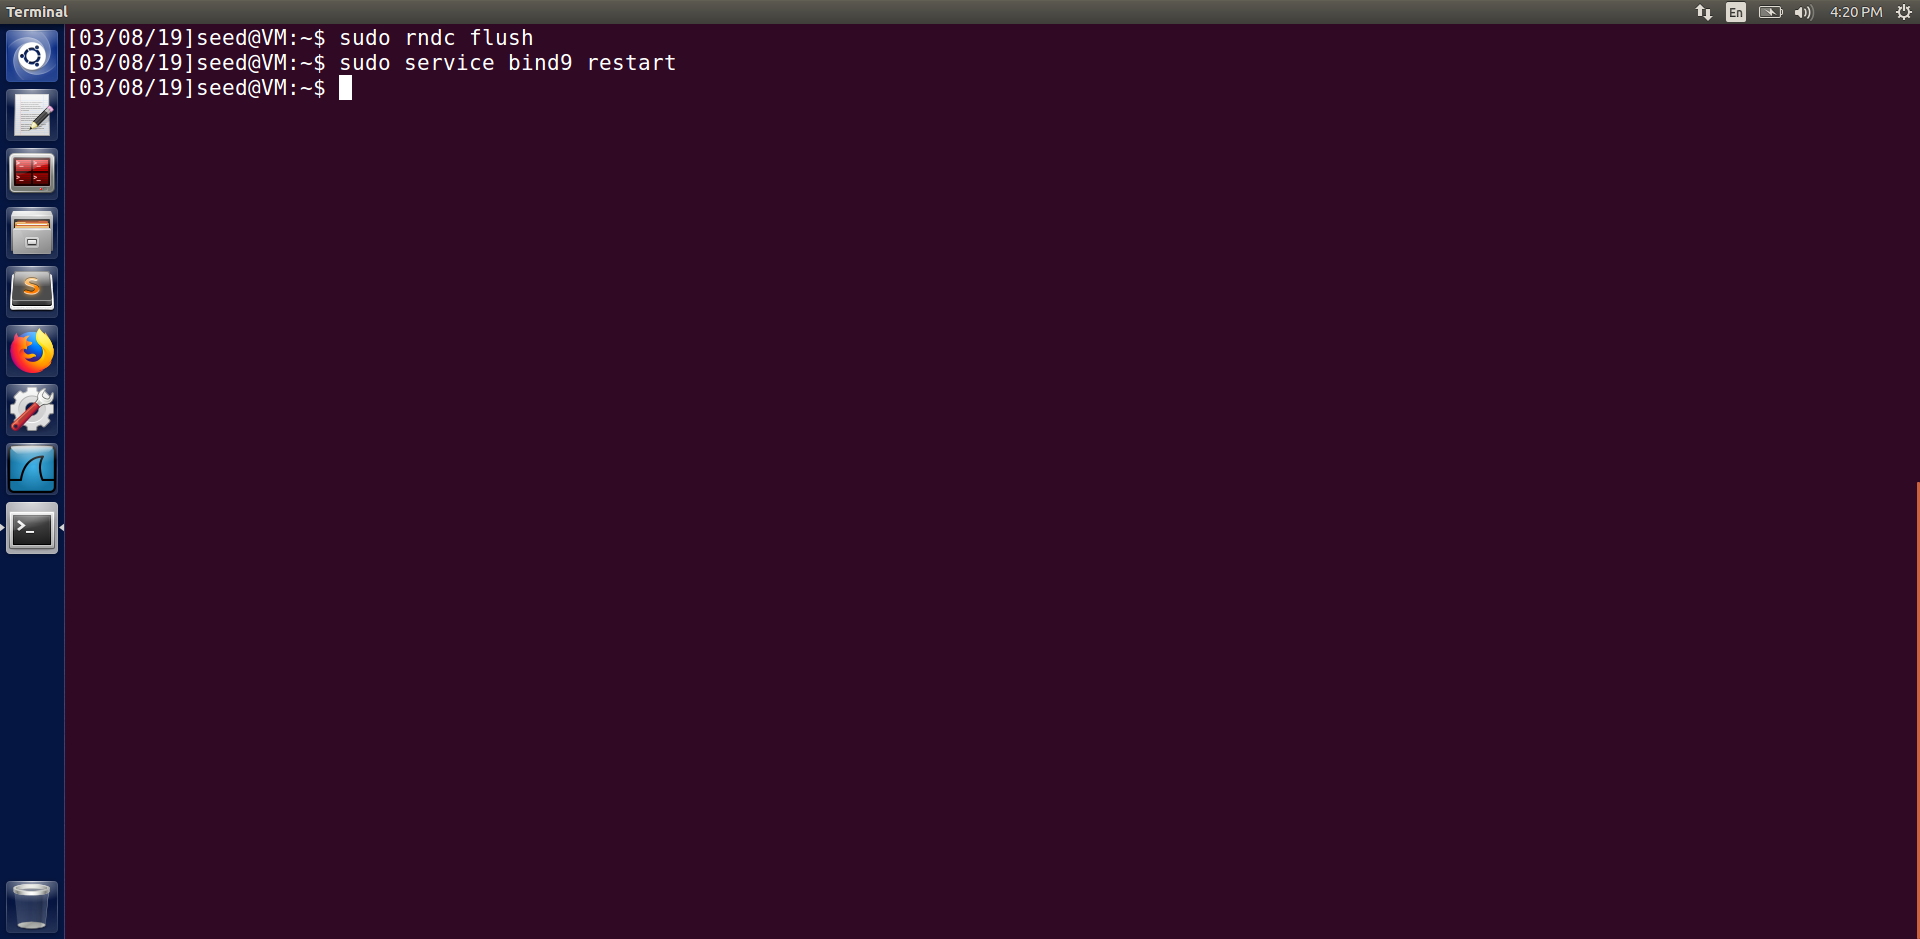 Terminal
En
4:20 PM
[03/08/19]seed@VM:~$ sudo rndc flush
[03/08/19]seed@VM:~$ sudo service bind9 restart
[03/08/19]seed@VM:~$